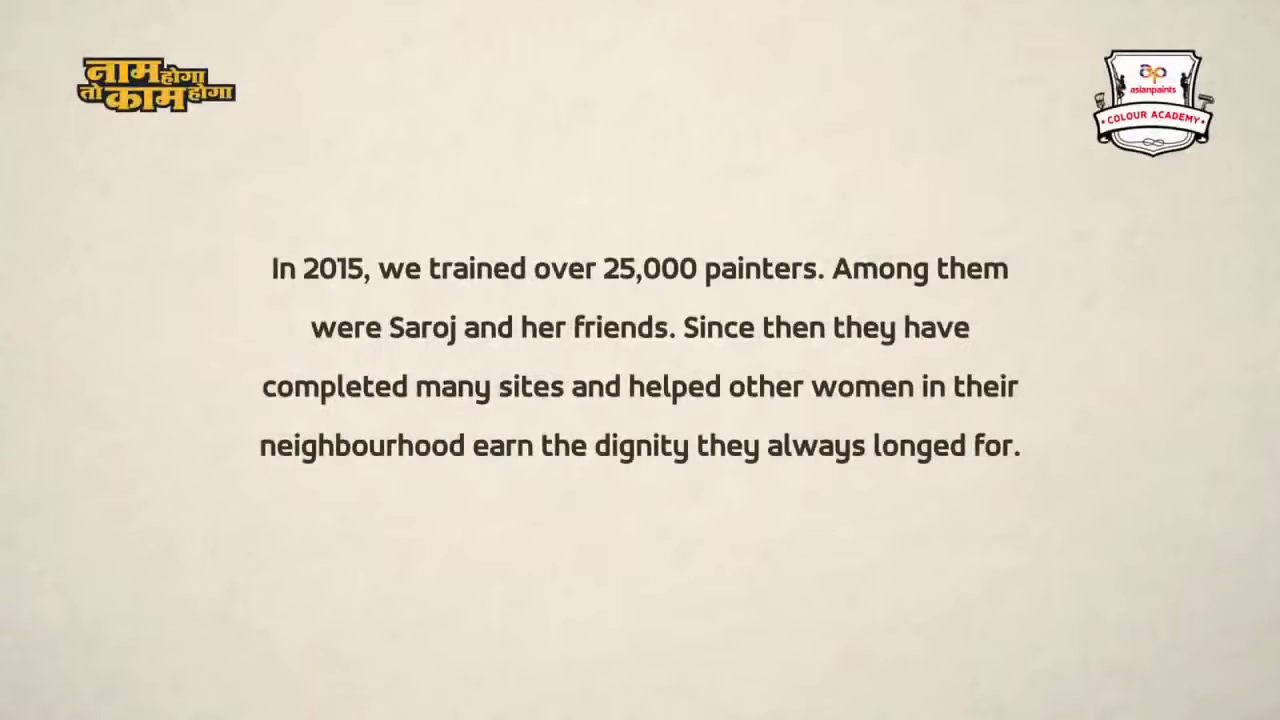 नाम होगा
तो काम होगा
ap
asianpaints
• COLOUR ACADEMY •
In 2015, we trained over 25,000 painters. Among them
were Saroj and her friends. Since then they have
completed many sites and helped other women in their
neighbourhood earn the dignity they always longed for.